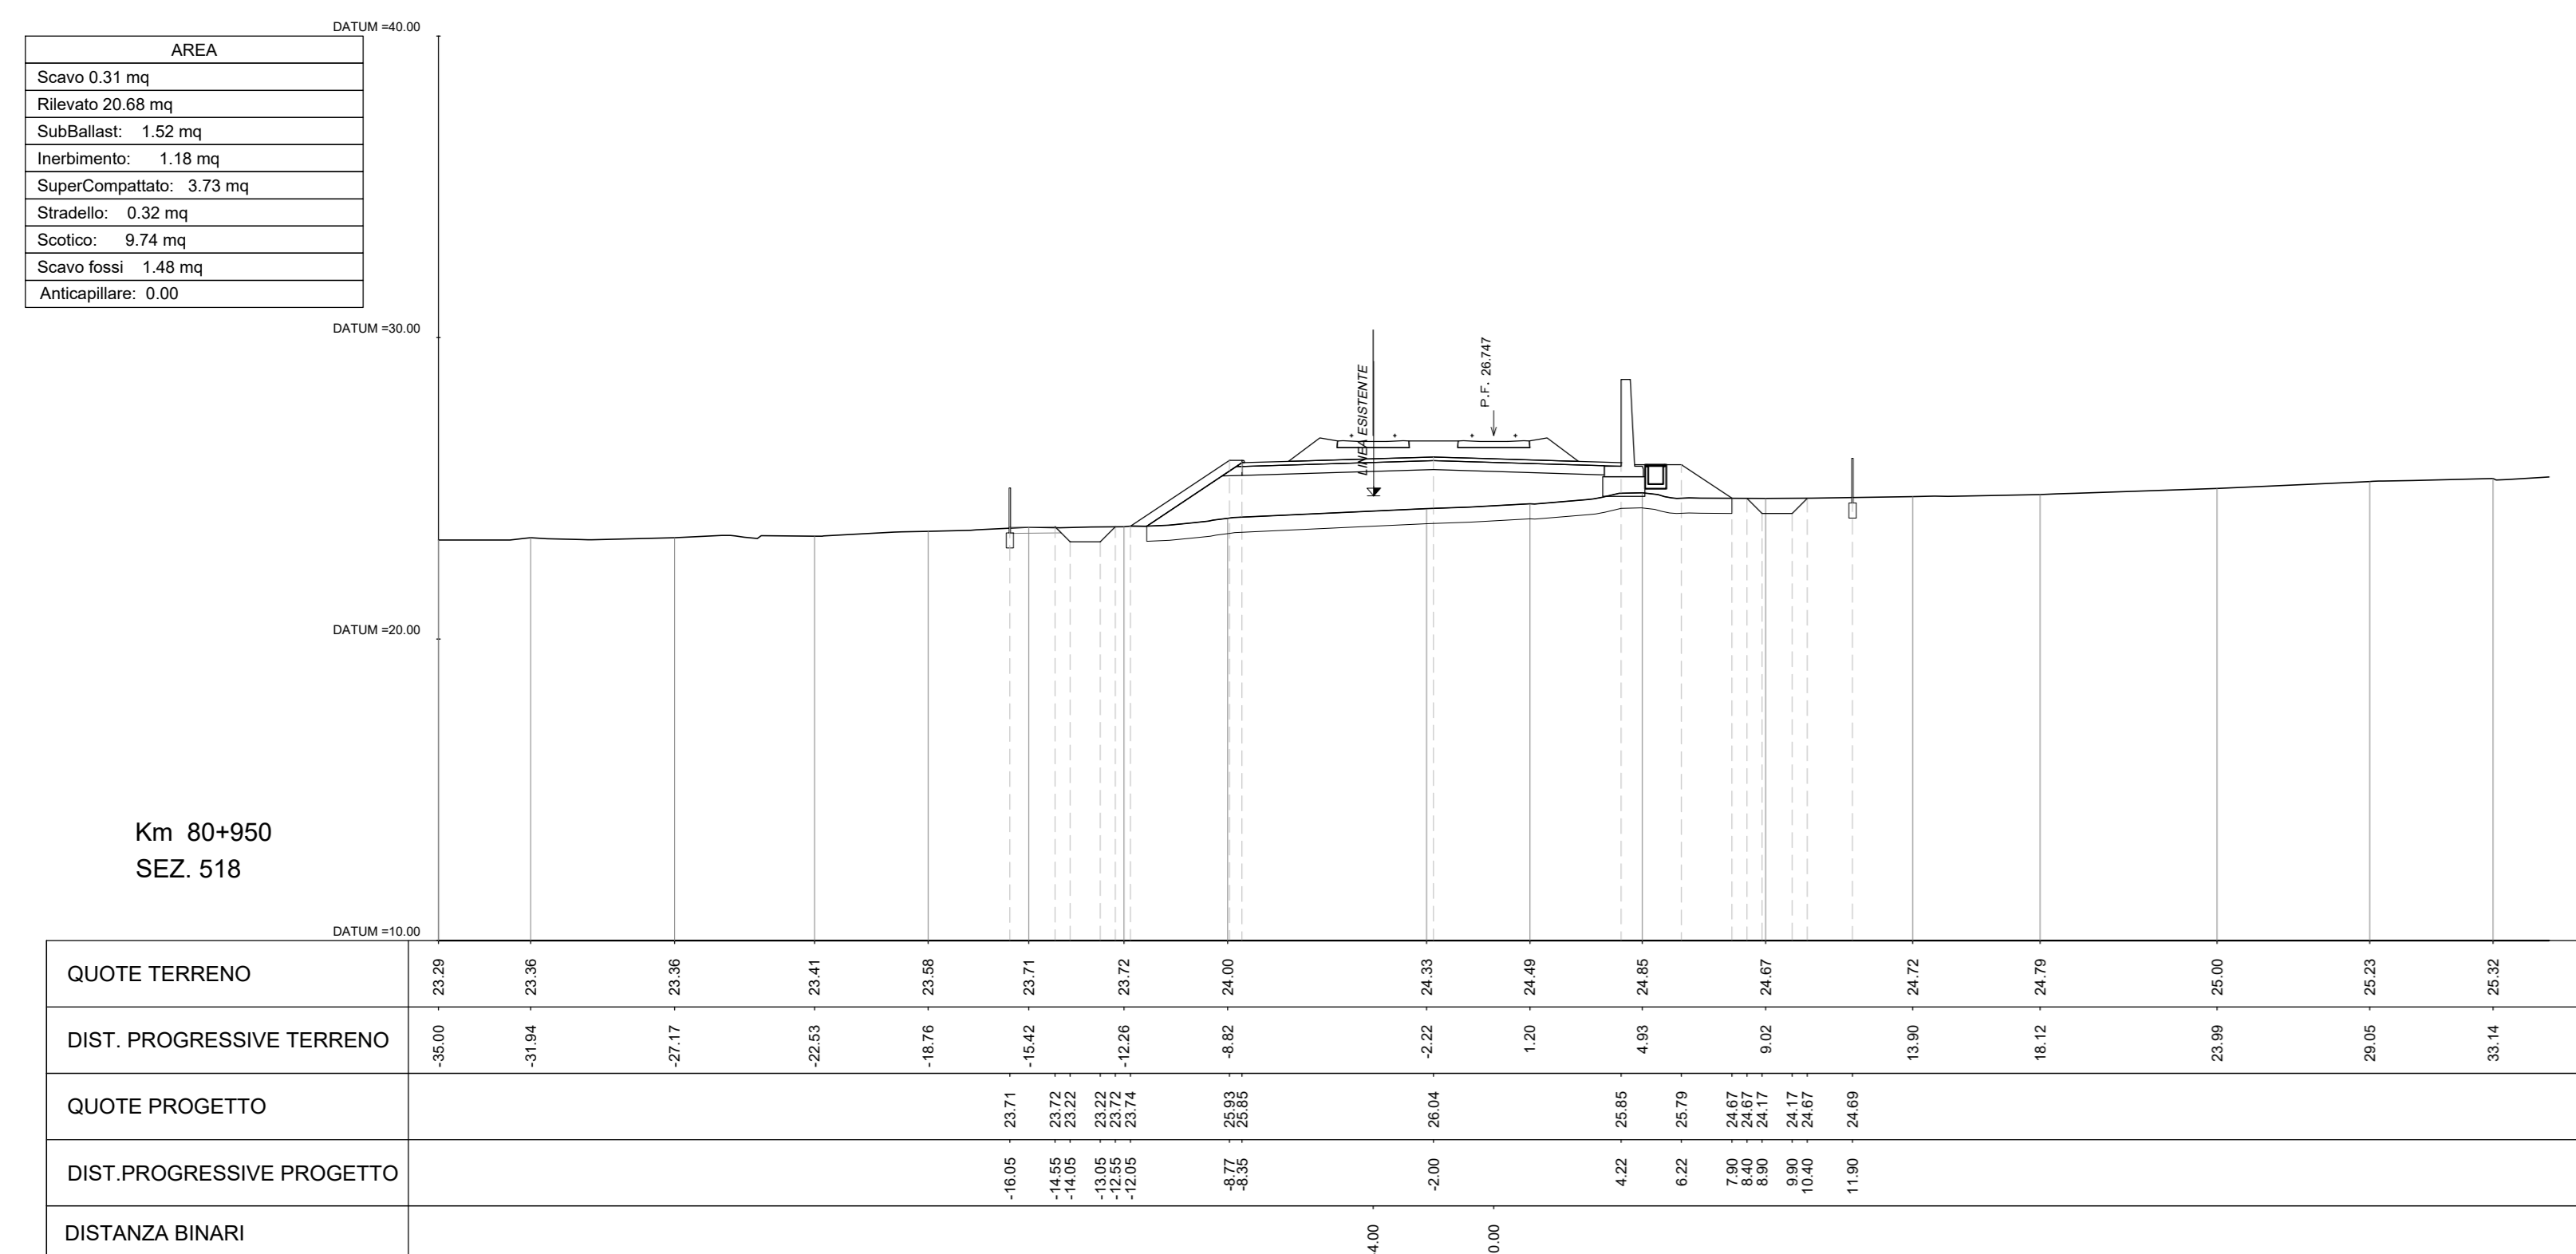 DATUM =40.00
AREA
Scavo 0.31 mq
Rilevato 20.68 mq
SubBallast: 1.52 mq
Inerbimento: 1.18 mq
SuperCompattato: 3.73 mq
Stradello: 0.32 mq
Scotico: 9.74 mq
Scavo fossi 1.48 mq
Anticapillare: 0.00
DATUM =30.00
LINEA ESISTENTE
P.F. 26.747
DATUM =20.00
Km 80+950
SEZ. 518
DATUM =10.00
QUOTE TERRENO 23.29 23.36 23.36 23.41 23.58 23.71 23.72 24.00 24.33 24.49 24.85 24.67 24.72 24.79 25.00 25.23 25.32
DIST. PROGRESSIVE TERRENO -35.00 -31.94 -27.17 -22.53 -18.76 -15.42 -12.26 -8.82 -2.22 1.20 4.93 9.02 13.90 18.12 23.99 29.05 33.14
QUOTE PROGETTO 23.71 23.72 23.22 23.22 23.72 23.74 25.93 25.85 26.04 25.85 25.79 24.67 24.67 24.17 24.17 24.67 24.69
DIST.PROGRESSIVE PROGETTO -16.05 -14.55 -14.05 -13.05 -12.55 -12.05 -8.77 -8.35 -2.00 4.22 6.22 7.90 8.40 8.90 9.90 10.40 11.90
DISTANZA BINARI 4.00 0.00